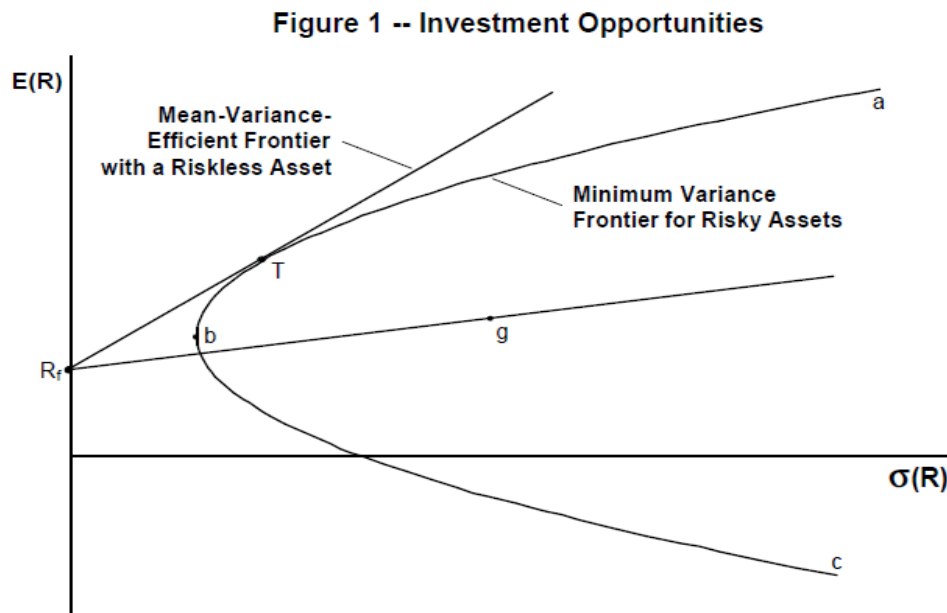 Figure 1 -- Investment Opportunities
E(R)
Mean-Variance-
Efficient Frontier
with a Riskless Asset
a
Minimum Variance
Frontier for Risky Assets
T
b
g
Rf
σ(R)
c